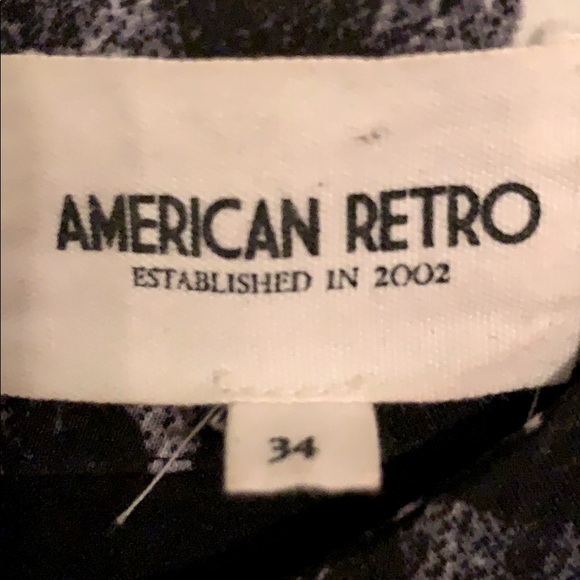 AMERICAN RETRO
ESTABLISHED IN 2002
34